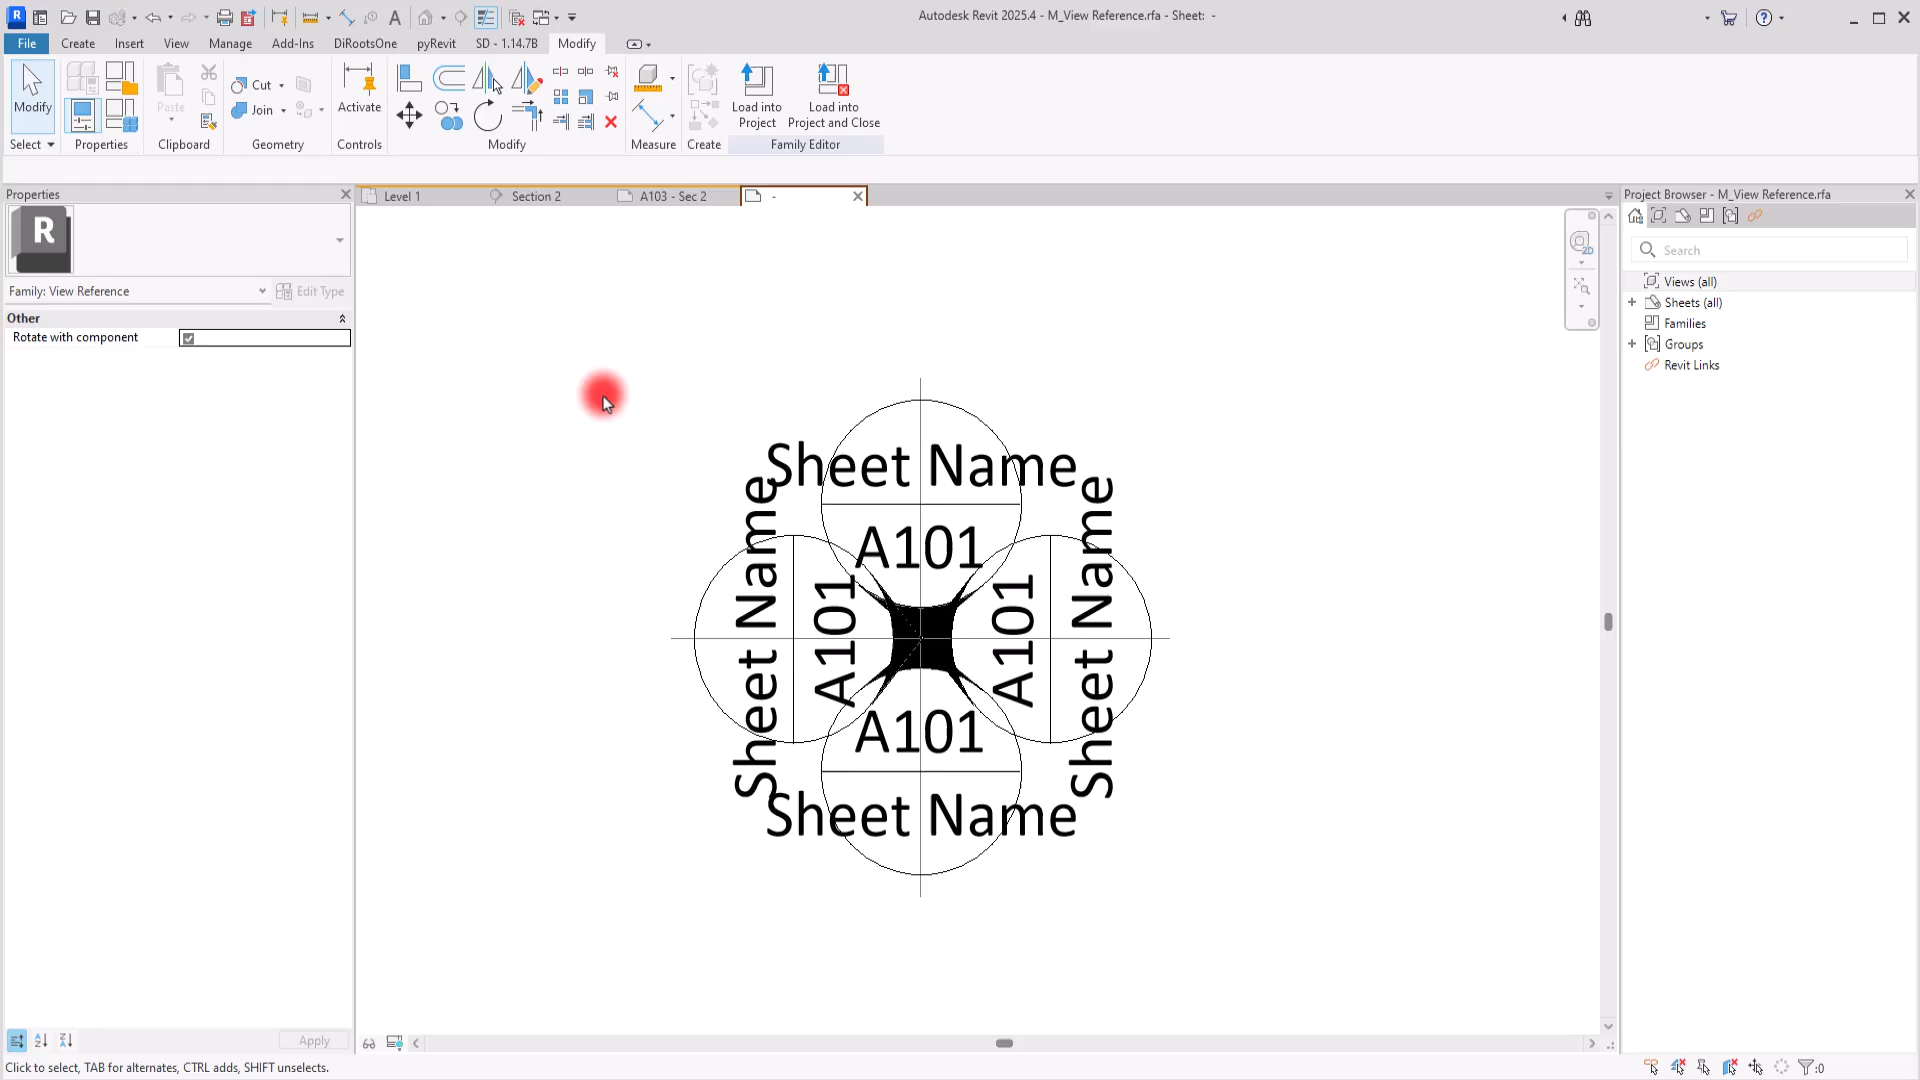 Autodesk Revit 2025.4 - M_View Reference.rfa - Sheet: -
File Create Insert View Manage Add-Ins DiRootsOne pyRevit SD - 1.14.7B Modify
Modify
Paste
Cut
Join
Activate
Load into Project
Load into Project and Close
Select Properties Clipboard Geometry Controls Modify Measure Create Family Editor
Properties
R
Family: View Reference
Edit Type
Other
Rotate with component
Apply
Level 1
Section 2
A103 - Sec 2
-
2D
Sheet Name
A101
Sheet Name
A101
A101
Sheet Name
A101
Sheet Name
Project Browser - M_View Reference.rfa
Search
Views (all)
Sheets (all)
Families
Groups
Revit Links
Click to select, TAB for alternates, CTRL adds, SHIFT unselects.
:0